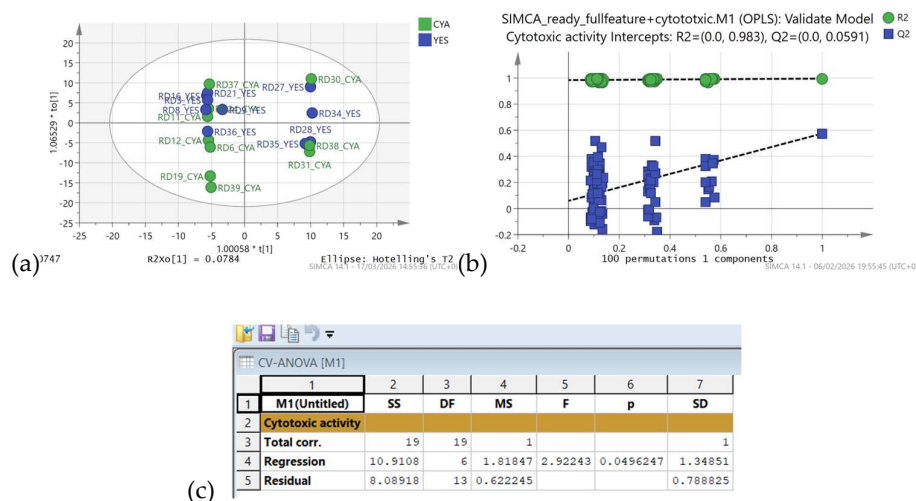 CYA
YES
1.06529 * to[1]
25
20
15
10
5
0
-5
-10
-15
-20
-25
RD37_CYA
RD30_CYA
RD16_YES
RD21_YES
RD27_YES
RD3_YES
RD8_YES
RD9_YES
RD34_YES
RD11_CYA
RD36_YES
RD28_YES
RD12_CYA
RD6_CYA
RD35_YES
RD38_CYA
RD31_CYA
RD19_CYA
RD39_CYA
-25 -20 -15 -10 -5 0 5 10 15 20 25
1.00058 * t[1]
(a)
R2Xo[1] = 0.0784
Ellipse: Hotelling's T2
SIMCA 14.1 - 17/03/2026 14:55:36 (UTC+0)
SIMCA_ready_fullfeature+cytototxic.M1 (OPLS): Validate Model
Cytotoxic activity Intercepts: R2=(0.0, 0.983), Q2=(0.0, 0.0591)
R2
Q2
1
0.8
0.6
0.4
0.2
0
-0.2
-0.2 0 0.2 0.4 0.6 0.8 1
(b)
100 permutations 1 components
SIMCA 14.1 - 06/02/2026 19:55:45 (UTC+0
CV-ANOVA [M1]
1 2 3 4 5 6 7
1 M1(Untitled) SS DF MS F p SD
2 Cytotoxic activity
3 Total corr. 19 19 1 1
4 Regression 10.9108 6 1.81847 2.92243 0.0496247 1.34851
5 Residual 8.08918 13 0.622245 0.788825
(c)